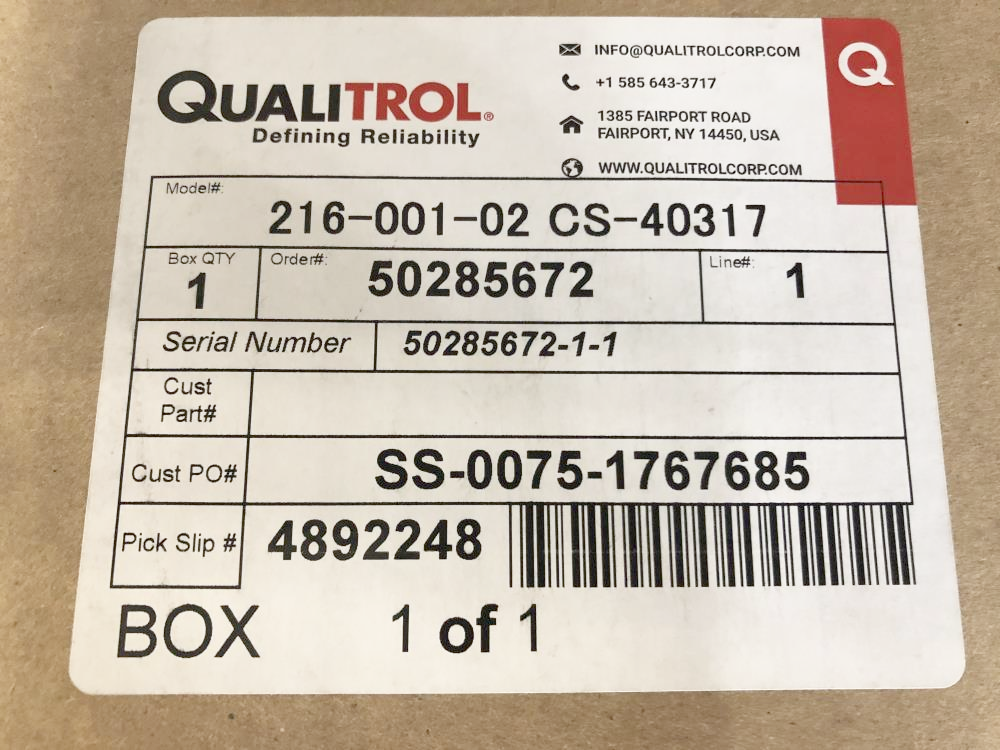 QUALITROL®
Defining Reliability
INFO@QUALITROLCORP.COM
+1 585 643-3717
1385 FAIRPORT ROAD
FAIRPORT, NY 14450, USA
WWW.QUALITROLCORP.COM
Q
Model#:
216-001-02 CS-40317
Box QTY
1
Order#:
50285672
Line#:
1
Serial Number
50285672-1-1
Cust
Part#
Cust PO#
SS-0075-1767685
Pick Slip #
4892248
BOX 1 of 1